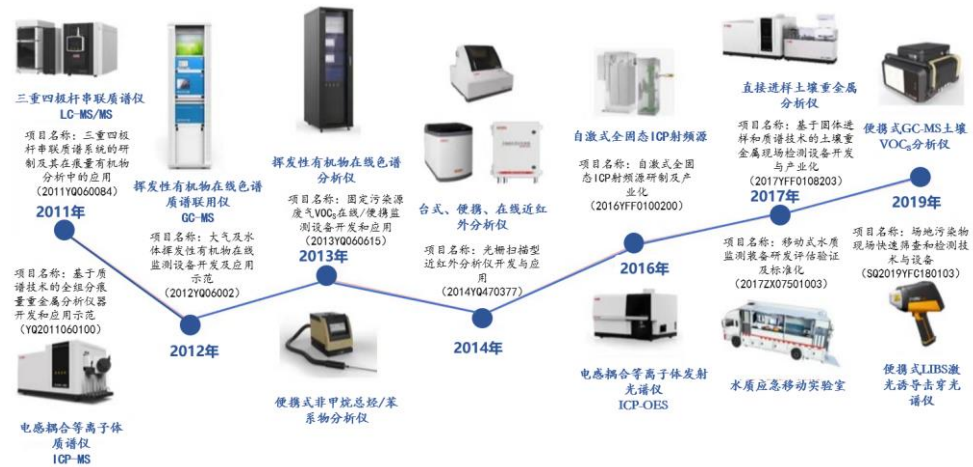 三重四极杆串联质谱仪
LC-MS/MS
项目名称：三重四极
杆串联质谱系统的研
制及其在痕量有机物
分析中的应用
（2011YQ060084）
2011年
项目名称：基于质
谱技术的全组分痕
量重金属分析仪器
开发和应用示范
（YQ2011060100）
电感耦合等离子体
质谱仪
ICP-MS
挥发性有机物在线色谱
质谱联用仪
GC-MS
项目名称：大气及水
体挥发性有机物在线
监测设备开发及应用
示范
（2012YQ06002）
2012年
挥发性有机物在线色谱
分析仪
项目名称：固定污染源
废气VOCs在线/便携监
测设备开发和应用
（2013YQ060615）
2013年
便携式非甲烷总烃/苯
系物分析仪
台式、便携、在线近红
外分析仪
项目名称：光栅扫描型
近红外分析仪开发与应
用
（2014YQ470377）
2014年
自激式全固态ICP射频源
项目名称：自激式全固
态ICP射频源研制及产
业化
（2016YFF0100200）
2016年
电感耦合等离子体发射
光谱仪
ICP-OES
直接进样土壤重金属
分析仪
项目名称：基于固体进
样和质谱技术的土壤重
金属现场检测设备开发
与产业化
（2017YFF0108203）
2017年
项目名称：移动式水质
监测装备研发评估验证
及标准化
（2017ZX07501003）
水质应急移动实验室
便携式GC-MS土壤
VOCs分析仪
2019年
项目名称：场地污染物
现场快速筛查和检测技
术与设备
（SQ2019YFC180103）
便携式LIBS激
光诱导击穿光
谱仪